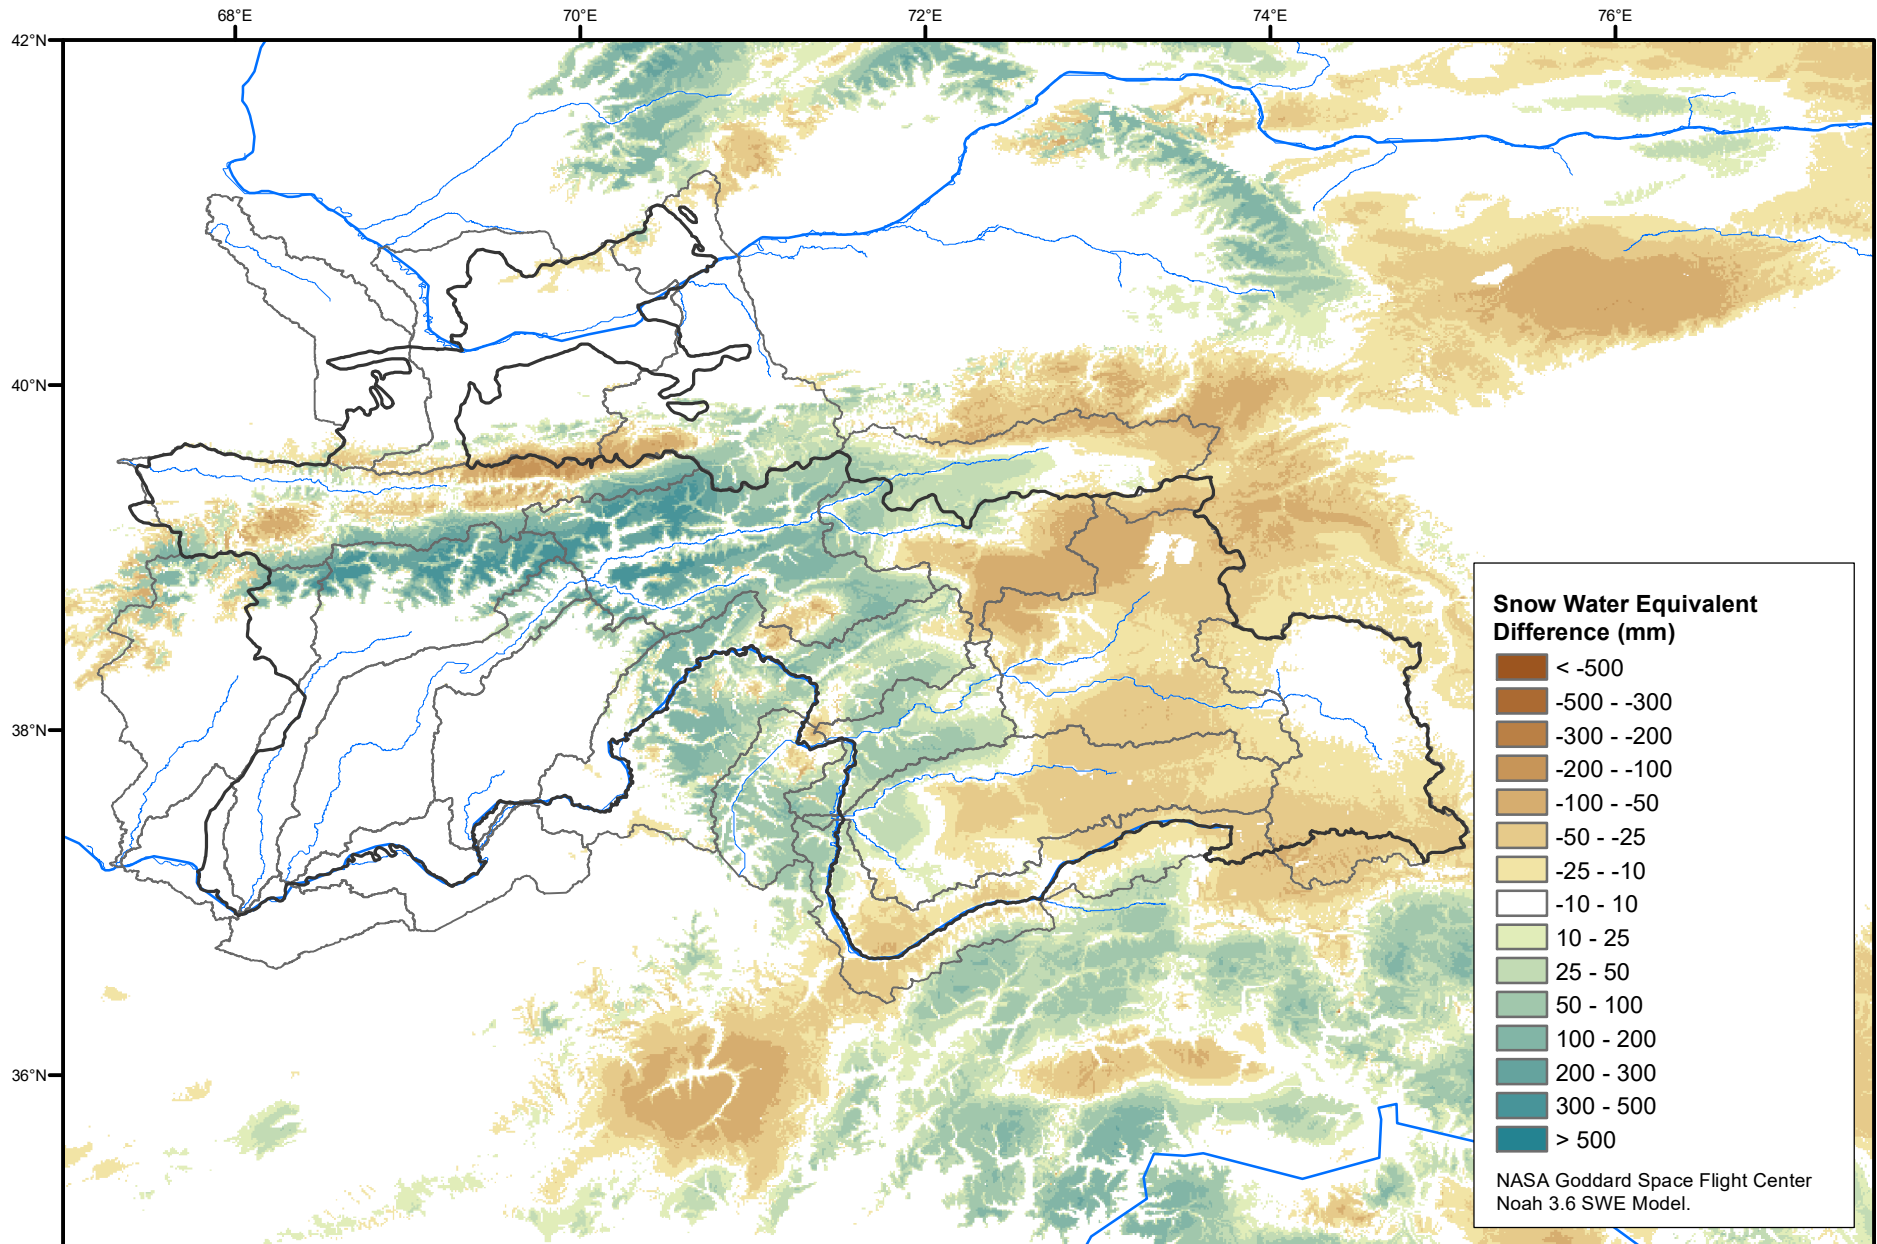 68°E 70°E 72°E 74°E 76°E
42°N
40°N
38°N
36°N
Snow Water Equivalent
Difference (mm)
< -500
-500 - -300
-300 - -200
-200 - -100
-100 - -50
-50 - -25
-25 - -10
-10 - 10
10 - 25
25 - 50
50 - 100
100 - 200
200 - 300
300 - 500
> 500
NASA Goddard Space Flight Center
Noah 3.6 SWE Model.